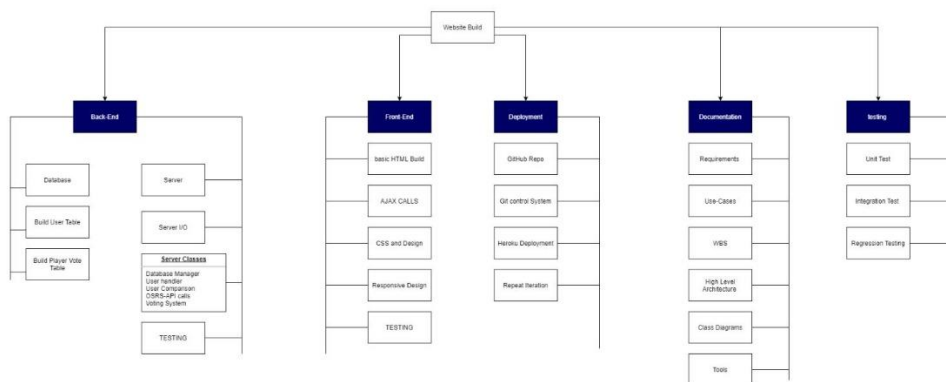 Website Build
Back-End
Front-End
Deployment
Documentation
testing
Database
Build User Table
Build Player Vote
Table
Server
Server I/O
Server Classes
Database Manager
User handler
User Comparison
OSRS-API calls
Voting System
TESTING
basic HTML Build
AJAX CALLS
CSS and Design
Responsive Design
TESTING
GitHub Repo
Git control System
Heroku Deployment
Repeat Iteration
Requirements
Use-Cases
WBS
High Level
Architecture
Class Diagrams
Tools
Unit Test
Integration Test
Regression Testing